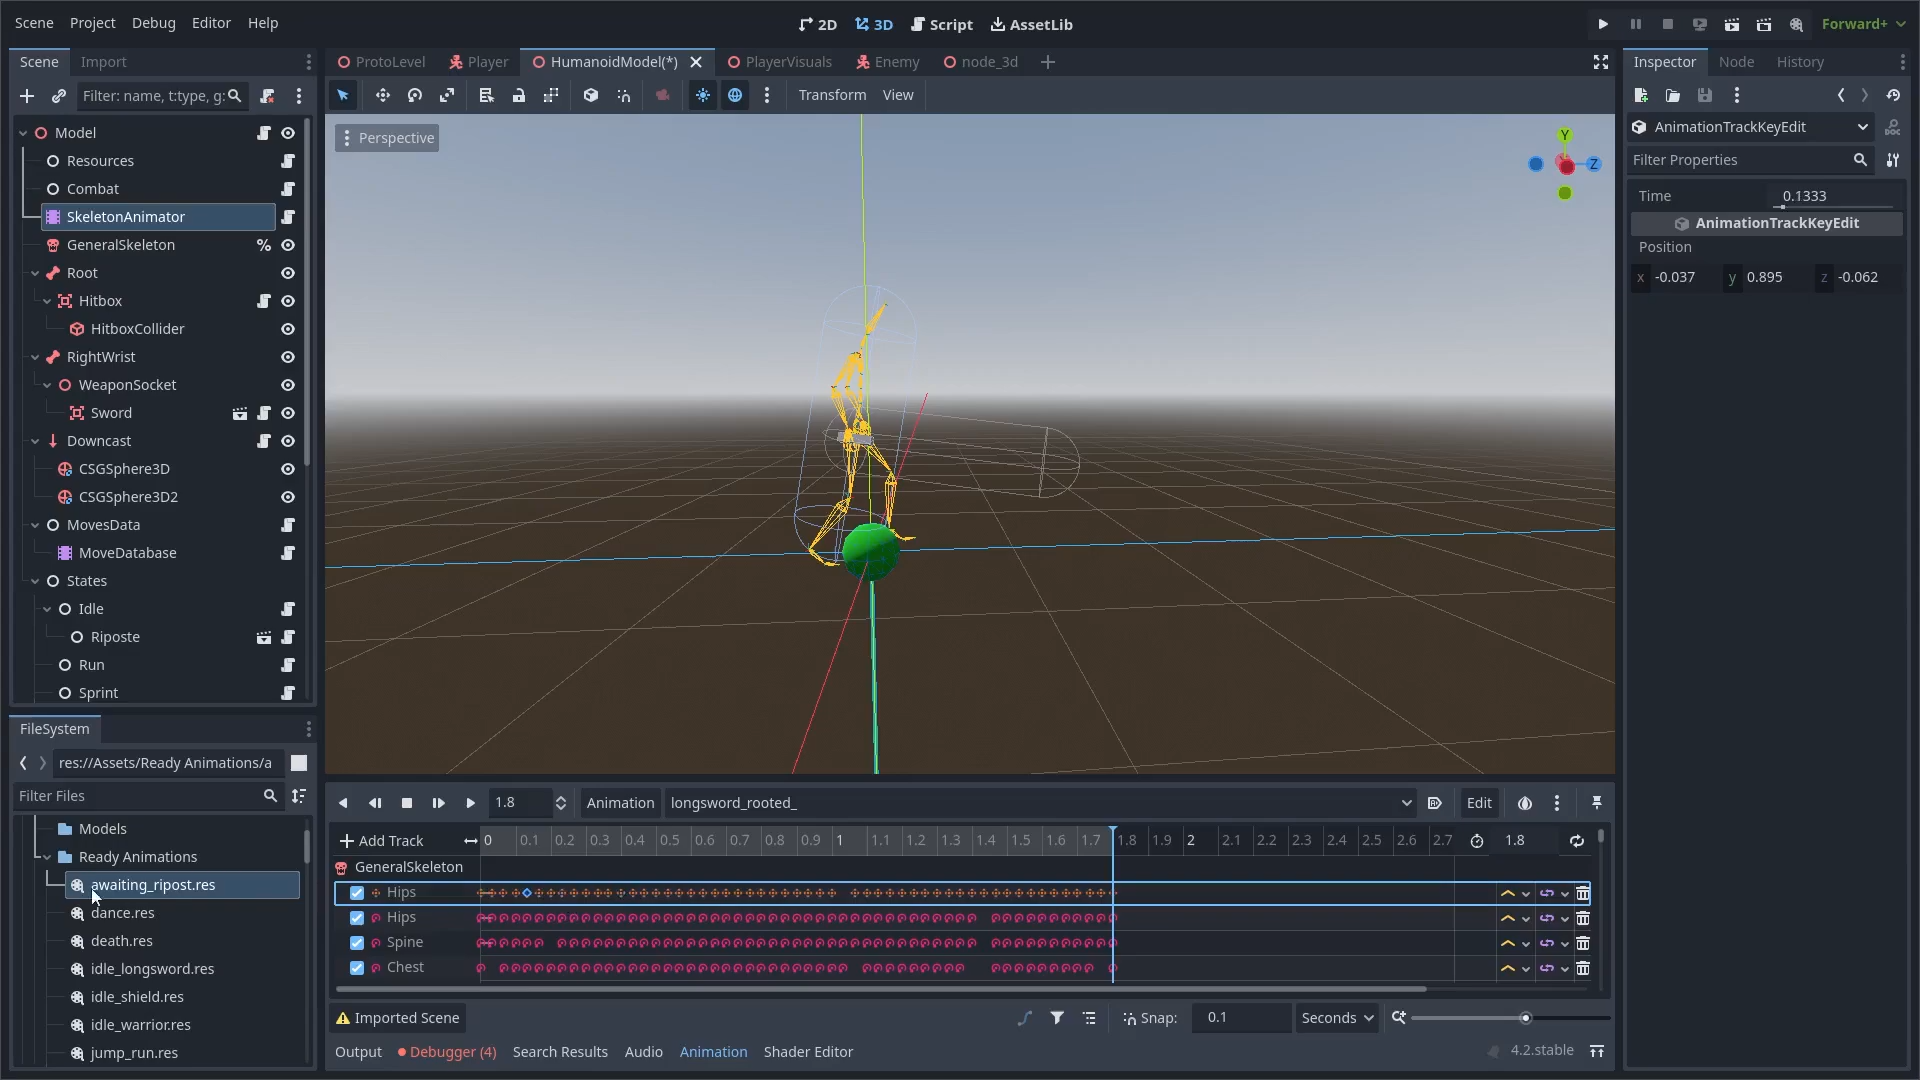 Scene Project Debug Editor Help
2D 3D Script AssetLib
Forward+
Scene Import
Filter: name, t:type, g:
Model
Resources
Combat
SkeletonAnimator
GeneralSkeleton
Root
Hitbox
HitboxCollider
RightWrist
WeaponSocket
Sword
Downcast
CSGSphere3D
CSGSphere3D2
MovesData
MoveDatabase
States
Idle
Riposte
Run
Sprint
FileSystem
res://Assets/Ready Animations/a
Filter Files
Models
Ready Animations
awaiting_ripost.res
dance.res
death.res
idle_longsword.res
idle_shield.res
idle_warrior.res
jump_run.res
ProtoLevel Player HumanoidModel(*) PlayerVisuals Enemy node_3d
Transform View
Perspective
Y
Z
1.8 Animation longsword_rooted_ Edit
Add Track 0 0.1 0.2 0.3 0.4 0.5 0.6 0.7 0.8 0.9 1 1.1 1.2 1.3 1.4 1.5 1.6 1.7 1.8 1.9 2 2.1 2.2 2.3 2.4 2.5 2.6 2.7 1.8
GeneralSkeleton
Hips
Hips
Spine
Chest
Imported Scene Snap: 0.1 Seconds
Output Debugger (4) Search Results Audio Animation Shader Editor 4.2.stable
Inspector Node History
AnimationTrackKeyEdit
Filter Properties
Time 0.1333
AnimationTrackKeyEdit
Position
x -0.037 y 0.895 z -0.062